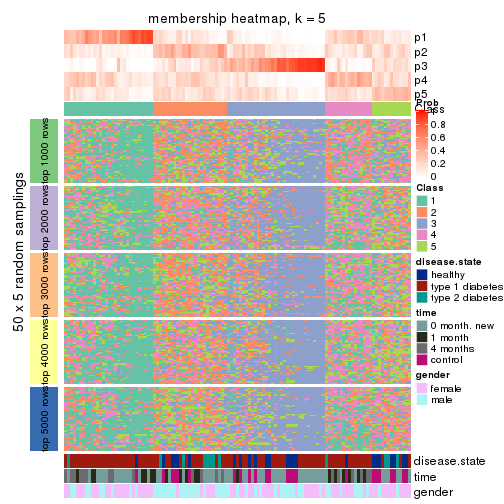 membership heatmap, k = 5
p1
p2
p3
p4
p5
Class
Prob
1
0.8
0.6
0.4
0.2
0
Class
1
2
3
4
5
disease.state
healthy
type 1 diabetes
type 2 diabetes
time
0 month. new
1 month
4 months
control
gender
female
male
50 x 5 random samplings
top 1000 rows
top 2000 rows
top 3000 rows
top 4000 rows
top 5000 rows
disease.state
time
gender